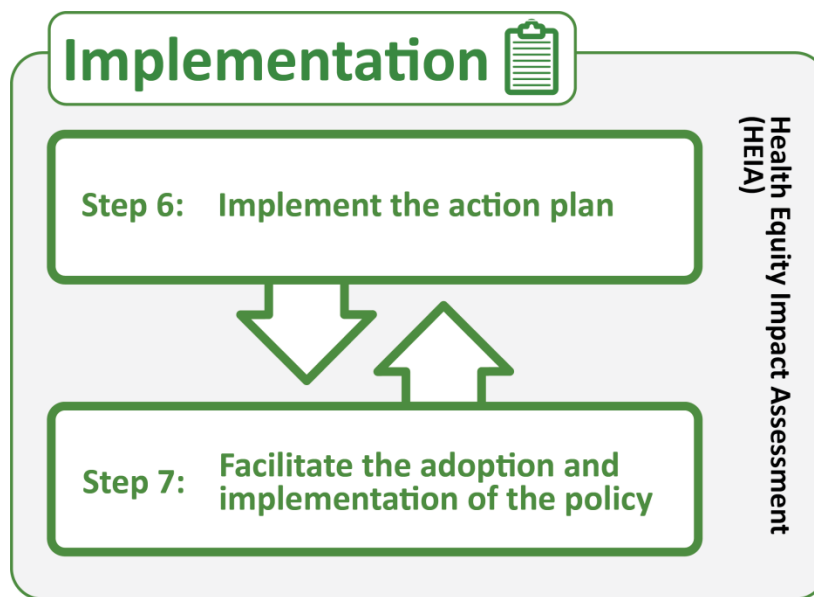 Implementation
Step 6: Implement the action plan
Step 7: Facilitate the adoption and
implementation of the policy
Health Equity Impact Assessment
(HEIA)